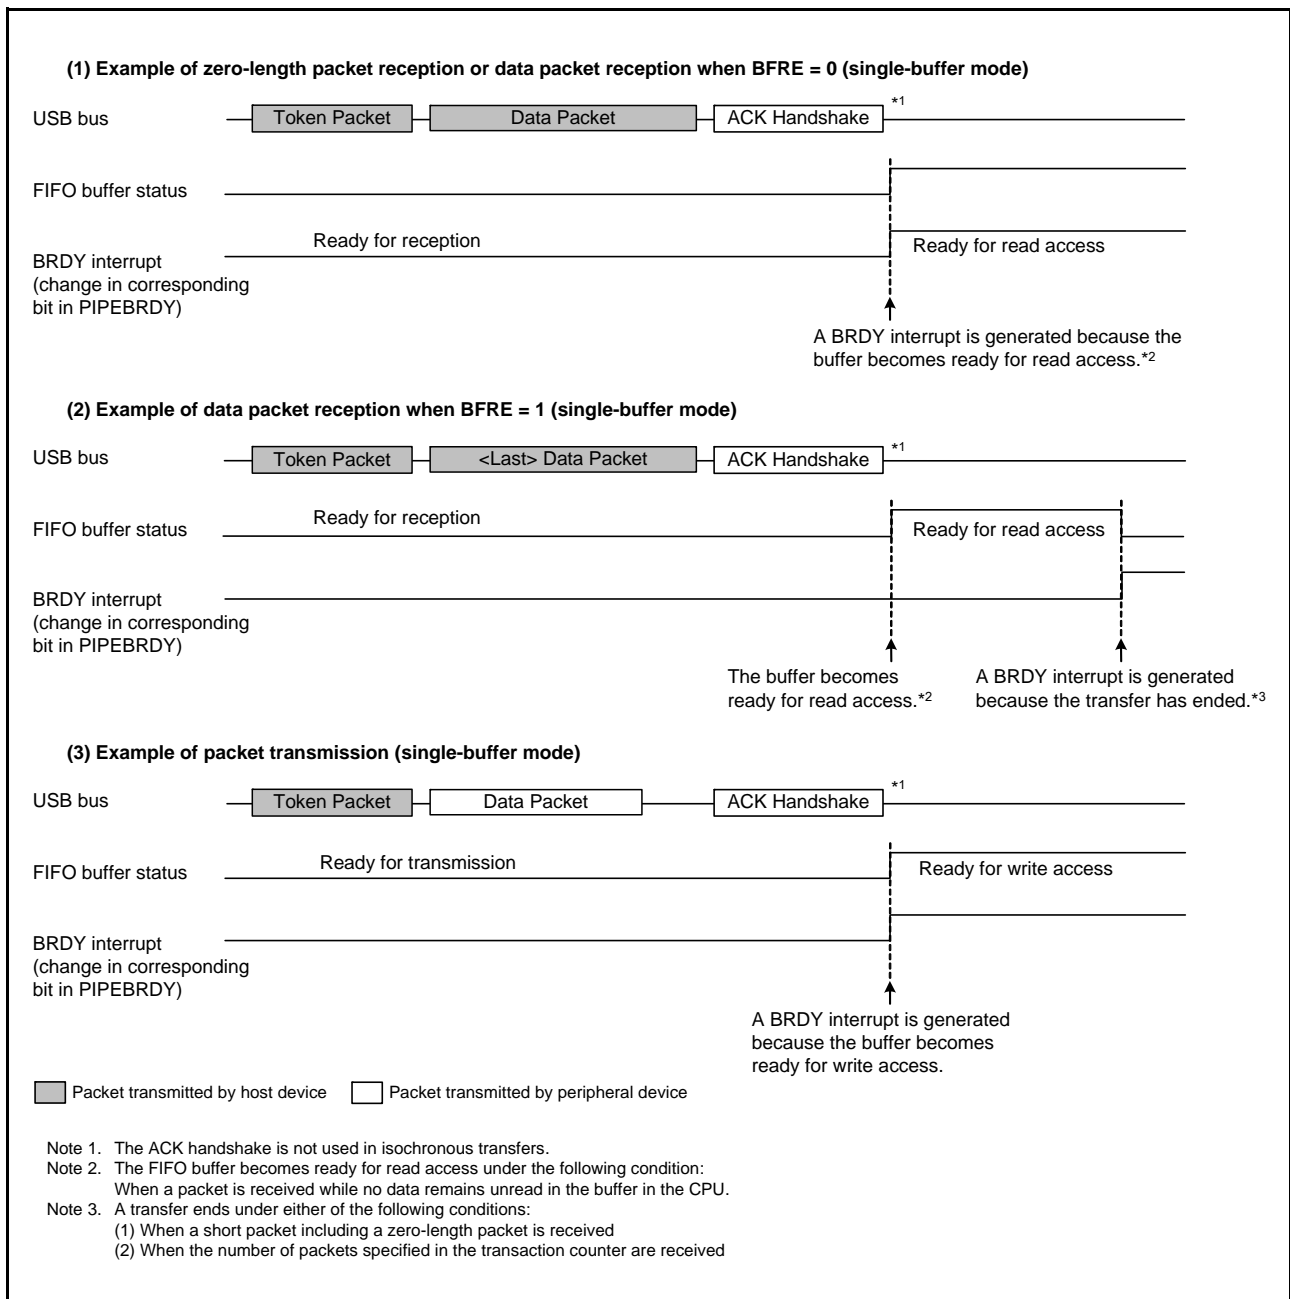 (1) Example of zero-length packet reception or data packet reception when BFRE = 0 (single-buffer mode)
USB bus
Token Packet
Data Packet
ACK Handshake
*1
FIFO buffer status
Ready for reception
Ready for read access
BRDY interrupt
(change in corresponding
bit in PIPEBRDY)
A BRDY interrupt is generated because the
buffer becomes ready for read access.*2
(2) Example of data packet reception when BFRE = 1 (single-buffer mode)
USB bus
Token Packet
<Last> Data Packet
ACK Handshake
*1
Ready for reception
FIFO buffer status
Ready for read access
BRDY interrupt
(change in corresponding
bit in PIPEBRDY)
The buffer becomes
ready for read access.*2
A BRDY interrupt is generated
because the transfer has ended.*3
(3) Example of packet transmission (single-buffer mode)
USB bus
Token Packet
Data Packet
ACK Handshake
*1
Ready for transmission
FIFO buffer status
Ready for write access
BRDY interrupt
(change in corresponding
bit in PIPEBRDY)
A BRDY interrupt is generated
because the buffer becomes
ready for write access.
Packet transmitted by host device
Packet transmitted by peripheral device
Note 1. The ACK handshake is not used in isochronous transfers.
Note 2. The FIFO buffer becomes ready for read access under the following condition:
When a packet is received while no data remains unread in the buffer in the CPU.
Note 3. A transfer ends under either of the following conditions:
(1) When a short packet including a zero-length packet is received
(2) When the number of packets specified in the transaction counter are received